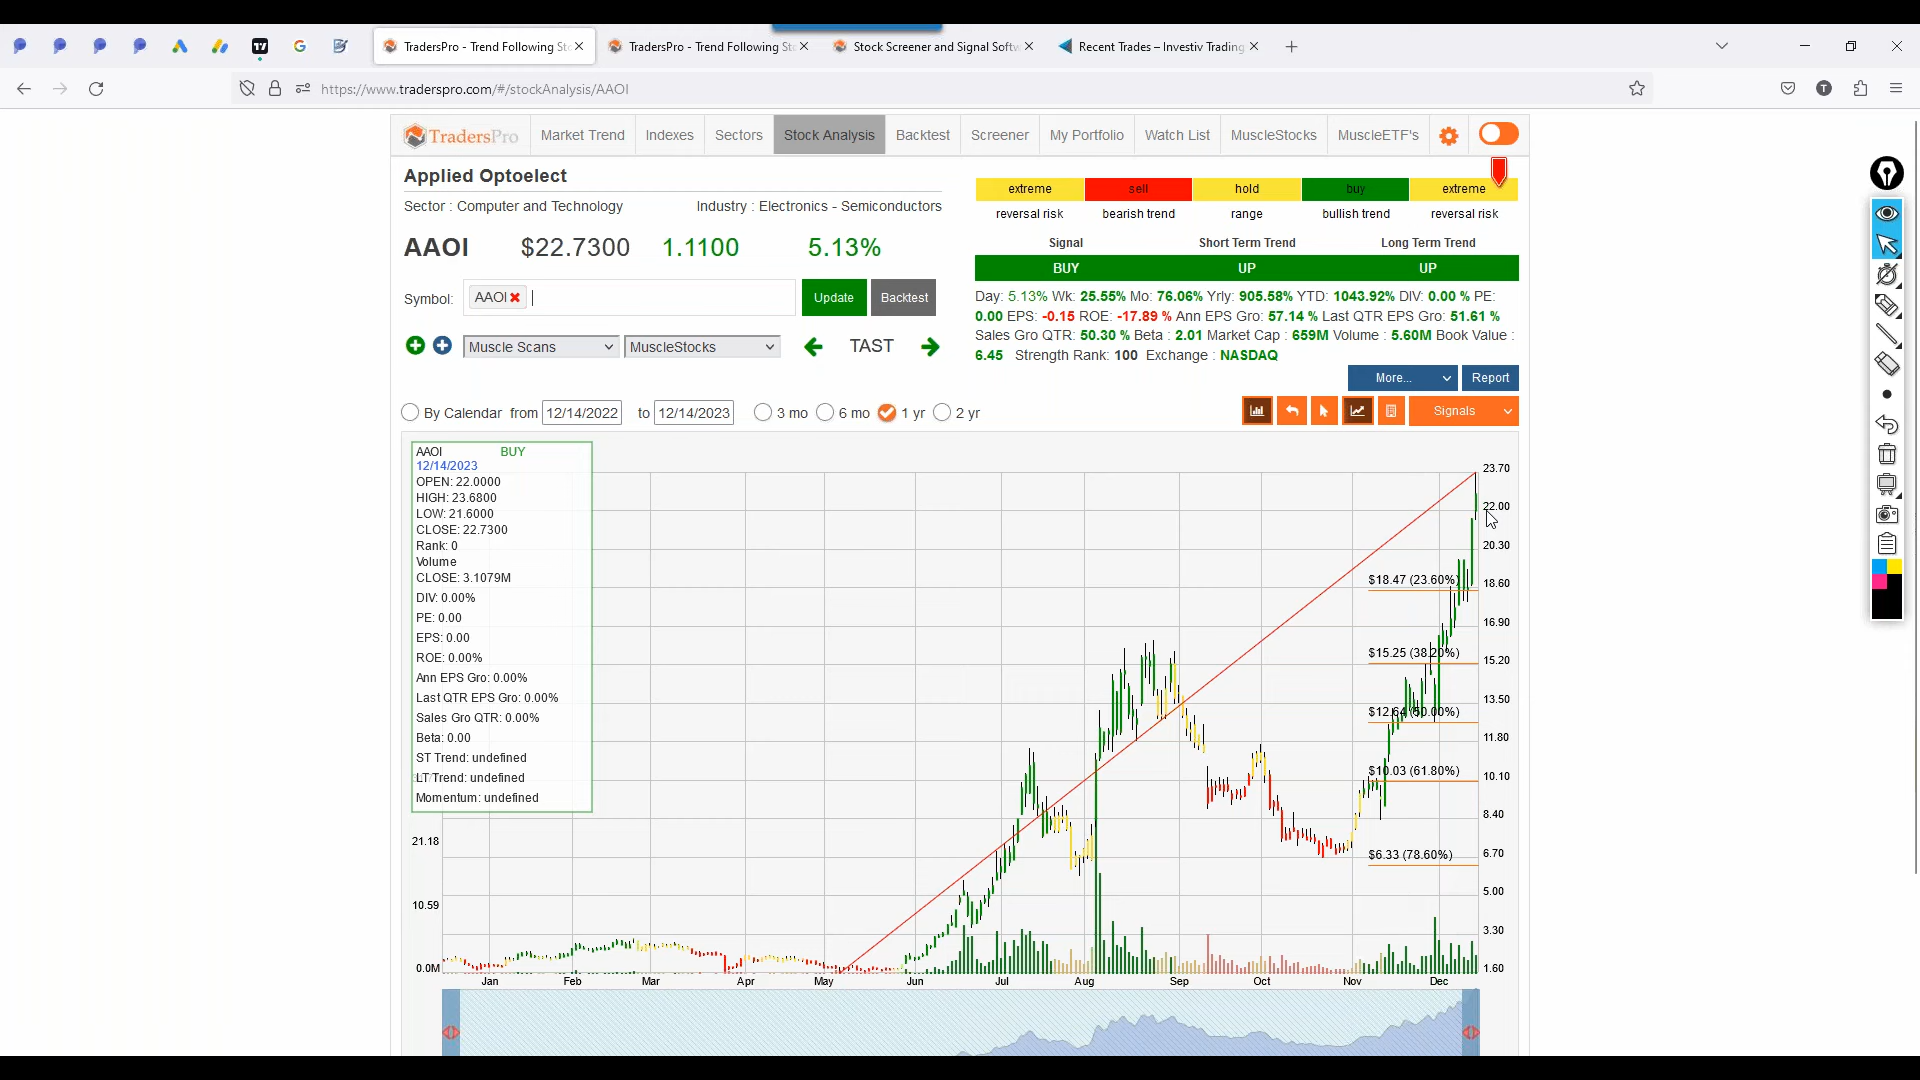 TradersPro - Trend Following St
TradersPro - Trend Following St
Stock Screener and Signal Softw
Recent Trades – Investiv Trading
https://www.traderspro.com/#/stockAnalysis/AAOI
TradersPro
Market Trend
Indexes
Sectors
Stock Analysis
Backtest
Screener
My Portfolio
Watch List
MuscleStocks
MuscleETF's
Applied Optoelect
Sector : Computer and Technology
Industry : Electronics - Semiconductors
AAOI $22.7300 1.1100 5.13%
Symbol: AAOI
Update
Backtest
Muscle Scans
MuscleStocks
TAST
extreme sell hold buy extreme
reversal risk bearish trend range bullish trend reversal risk
Signal Short Term Trend Long Term Trend
BUY UP UP
Day: 5.13% Wk: 25.55% Mo: 76.06% Yrly: 905.58% YTD: 1043.92% DIV: 0.00 % PE:
0.00 EPS: -0.15 ROE: -17.89 % Ann EPS Gro: 57.14 % Last QTR EPS Gro: 51.61 %
Sales Gro QTR: 50.30 % Beta : 2.01 Market Cap : 659M Volume : 5.60M Book Value :
6.45 Strength Rank: 100 Exchange : NASDAQ
More...
Report
By Calendar from 12/14/2022 to 12/14/2023 3 mo 6 mo 1 yr 2 yr
Signals
AAOI BUY
12/14/2023
OPEN: 22.0000
HIGH: 23.6800
LOW: 21.6000
CLOSE: 22.7300
Rank: 0
Volume
CLOSE: 3.1079M
DIV: 0.00%
PE: 0.00
EPS: 0.00
ROE: 0.00%
Ann EPS Gro: 0.00%
Last QTR EPS Gro: 0.00%
Sales Gro QTR: 0.00%
Beta: 0.00
ST Trend: undefined
LT Trend: undefined
Momentum: undefined
21.18
10.59
0.0M
$18.47 (23.60%)
$15.25 (38.20%)
$12.64 (50.00%)
$10.03 (61.80%)
$6.33 (78.60%)
23.70
22.00
20.30
18.60
16.90
15.20
13.50
11.80
10.10
8.40
6.70
5.00
3.30
1.60
Jan Feb Mar Apr May Jun Jul Aug Sep Oct Nov Dec